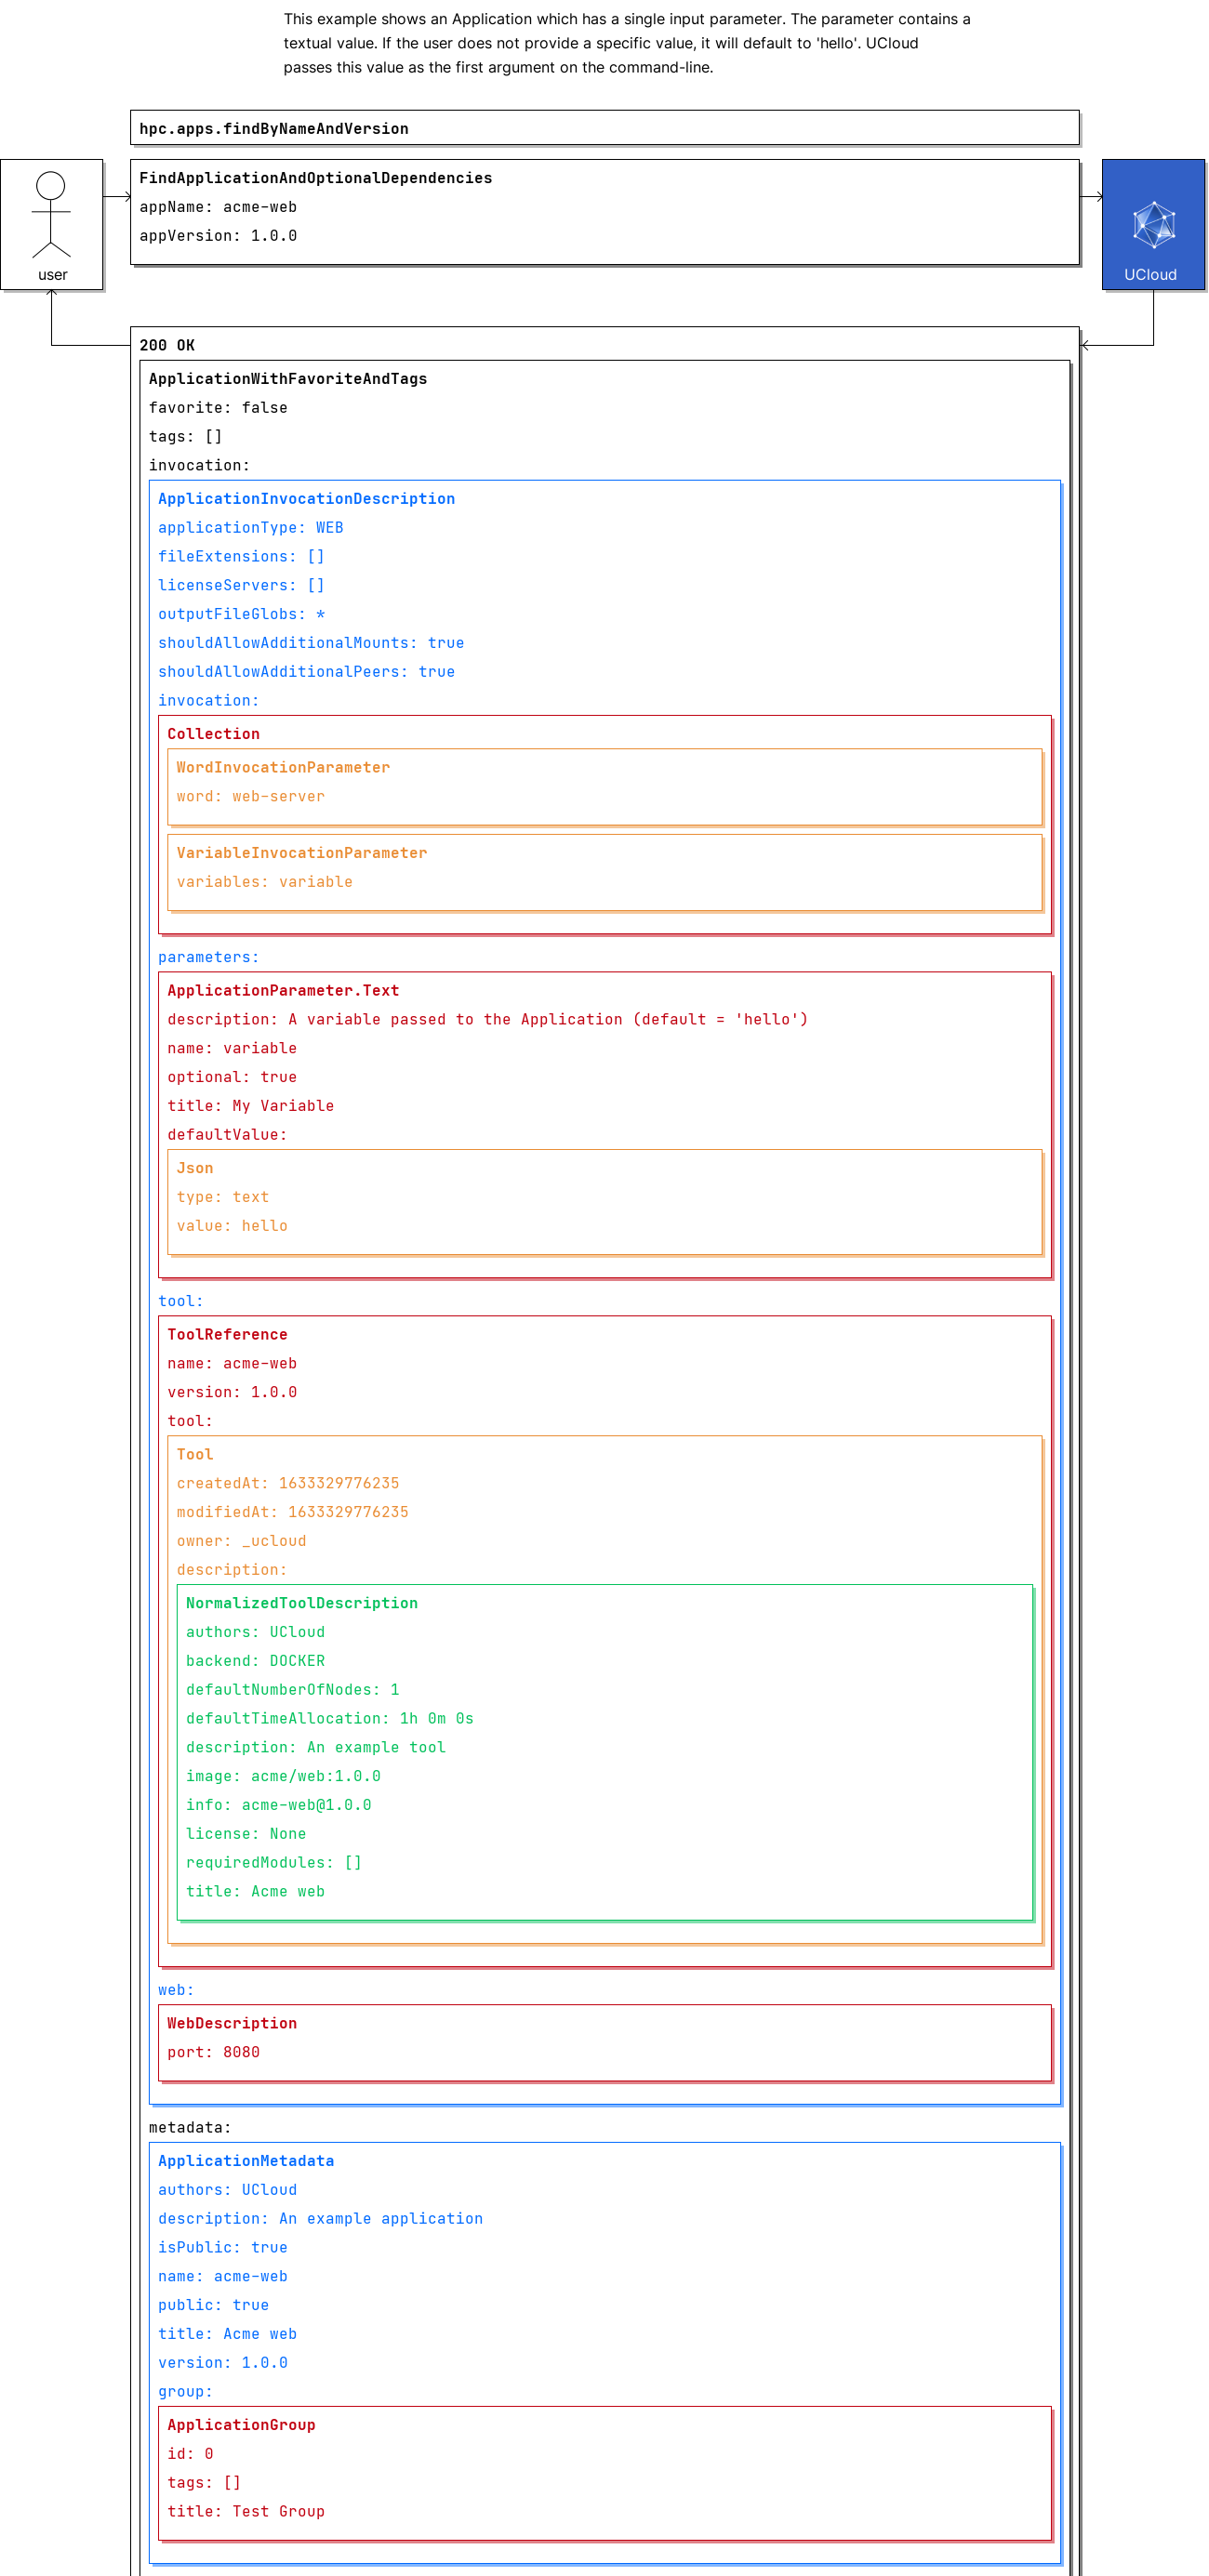 This example shows an Application which has a single input parameter. The parameter contains a
textual value. If the user does not provide a specific value, it will default to 'hello'. UCloud
passes this value as the first argument on the command-line.
hpc.apps.findByNameAndVersion
FindApplicationAndOptionalDependencies
appName: acme-web
appVersion: 1.0.0
user
UCloud
200 OK
ApplicationWithFavoriteAndTags
favorite: false
tags: []
invocation:
ApplicationInvocationDescription
applicationType: WEB
fileExtensions: []
licenseServers: []
outputFileGlobs: *
shouldAllowAdditionalMounts: true
shouldAllowAdditionalPeers: true
invocation:
Collection
WordInvocationParameter
word: web-server
VariableInvocationParameter
variables: variable
parameters:
ApplicationParameter.Text
description: A variable passed to the Application (default = 'hello')
name: variable
optional: true
title: My Variable
defaultValue:
Json
type: text
value: hello
tool:
ToolReference
name: acme-web
version: 1.0.0
tool:
Tool
createdAt: 1633329776235
modifiedAt: 1633329776235
owner: _ucloud
description:
NormalizedToolDescription
authors: UCloud
backend: DOCKER
defaultNumberOfNodes: 1
defaultTimeAllocation: 1h 0m 0s
description: An example tool
image: acme/web:1.0.0
info: acme-web@1.0.0
license: None
requiredModules: []
title: Acme web
web:
WebDescription
port: 8080
metadata:
ApplicationMetadata
authors: UCloud
description: An example application
isPublic: true
name: acme-web
public: true
title: Acme web
version: 1.0.0
group:
ApplicationGroup
id: 0
tags: []
title: Test Group